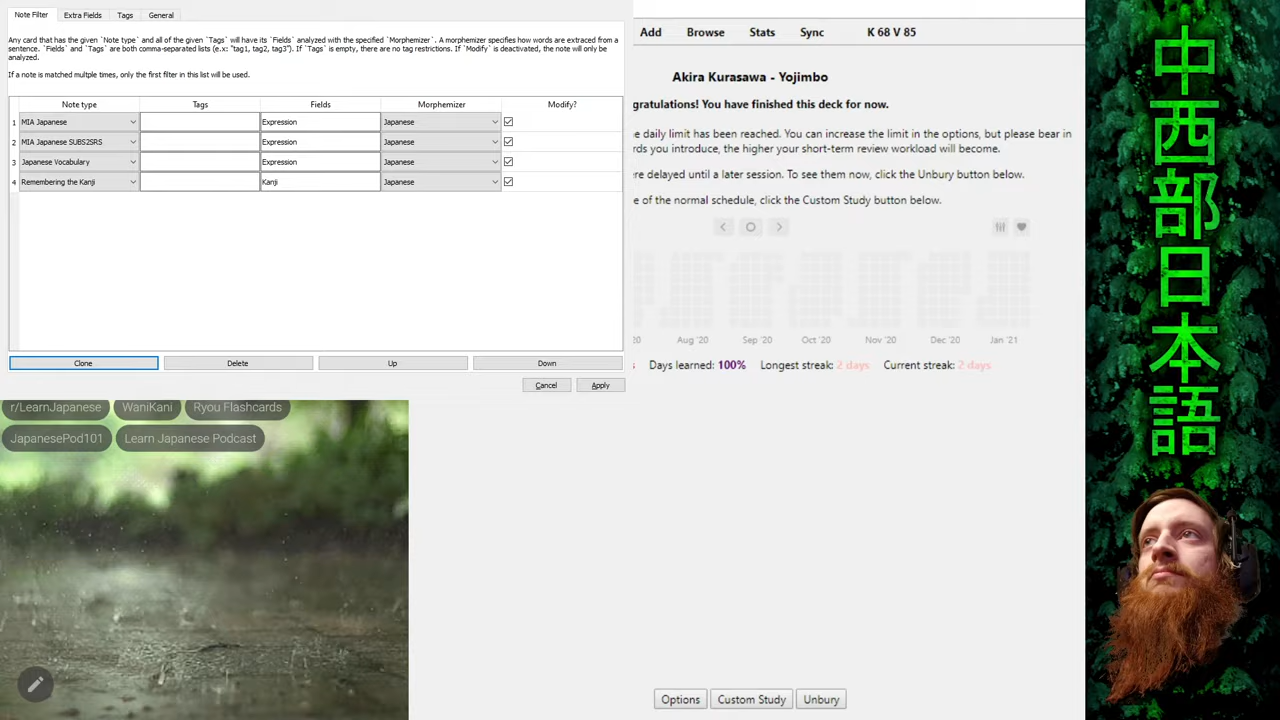 Note Filter
Extra Fields
Tags
General
Any card that has the given `Note type` and all of the given `Tags` will have its `Fields` analyzed with the specified `Morphemizer`. A morphemizer specifies how words are extraced from a
sentence. `Fields` and `Tags` are both comma-separated lists (e.x: "tag1, tag2, tag3"). If `Tags` is empty, there are no tag restrictions. If `Modify` is deactivated, the note will only be
analyzed.
If a note is matched multple times, only the first filter in this list will be used.
Note type Tags Fields Morphemizer Modify?
1 MIA Japanese Expression Japanese
2 MIA Japanese SUBS2SRS Expression Japanese
3 Japanese Vocabulary Expression Japanese
4 Remembering the Kanji Kanji Japanese
Clone Delete Up Down
Cancel Apply
r/LearnJapanese WaniKani Ryou Flashcards
JapanesePod101 Learn Japanese Podcast
Add Browse Stats Sync K 68 V 85
Akira Kurasawa - Yojimbo
gratulations! You have finished this deck for now.
e daily limit has been reached. You can increase the limit in the options, but please bear in
rds you introduce, the higher your short-term review workload will become.
re delayed until a later session. To see them now, click the Unbury button below.
e of the normal schedule, click the Custom Study button below.
20 Aug '20 Sep '20 Oct '20 Nov '20 Dec '20 Jan '21
s Days learned: 100% Longest streak: 2 days Current streak: 2 days
Options Custom Study Unbury
中西部日本語